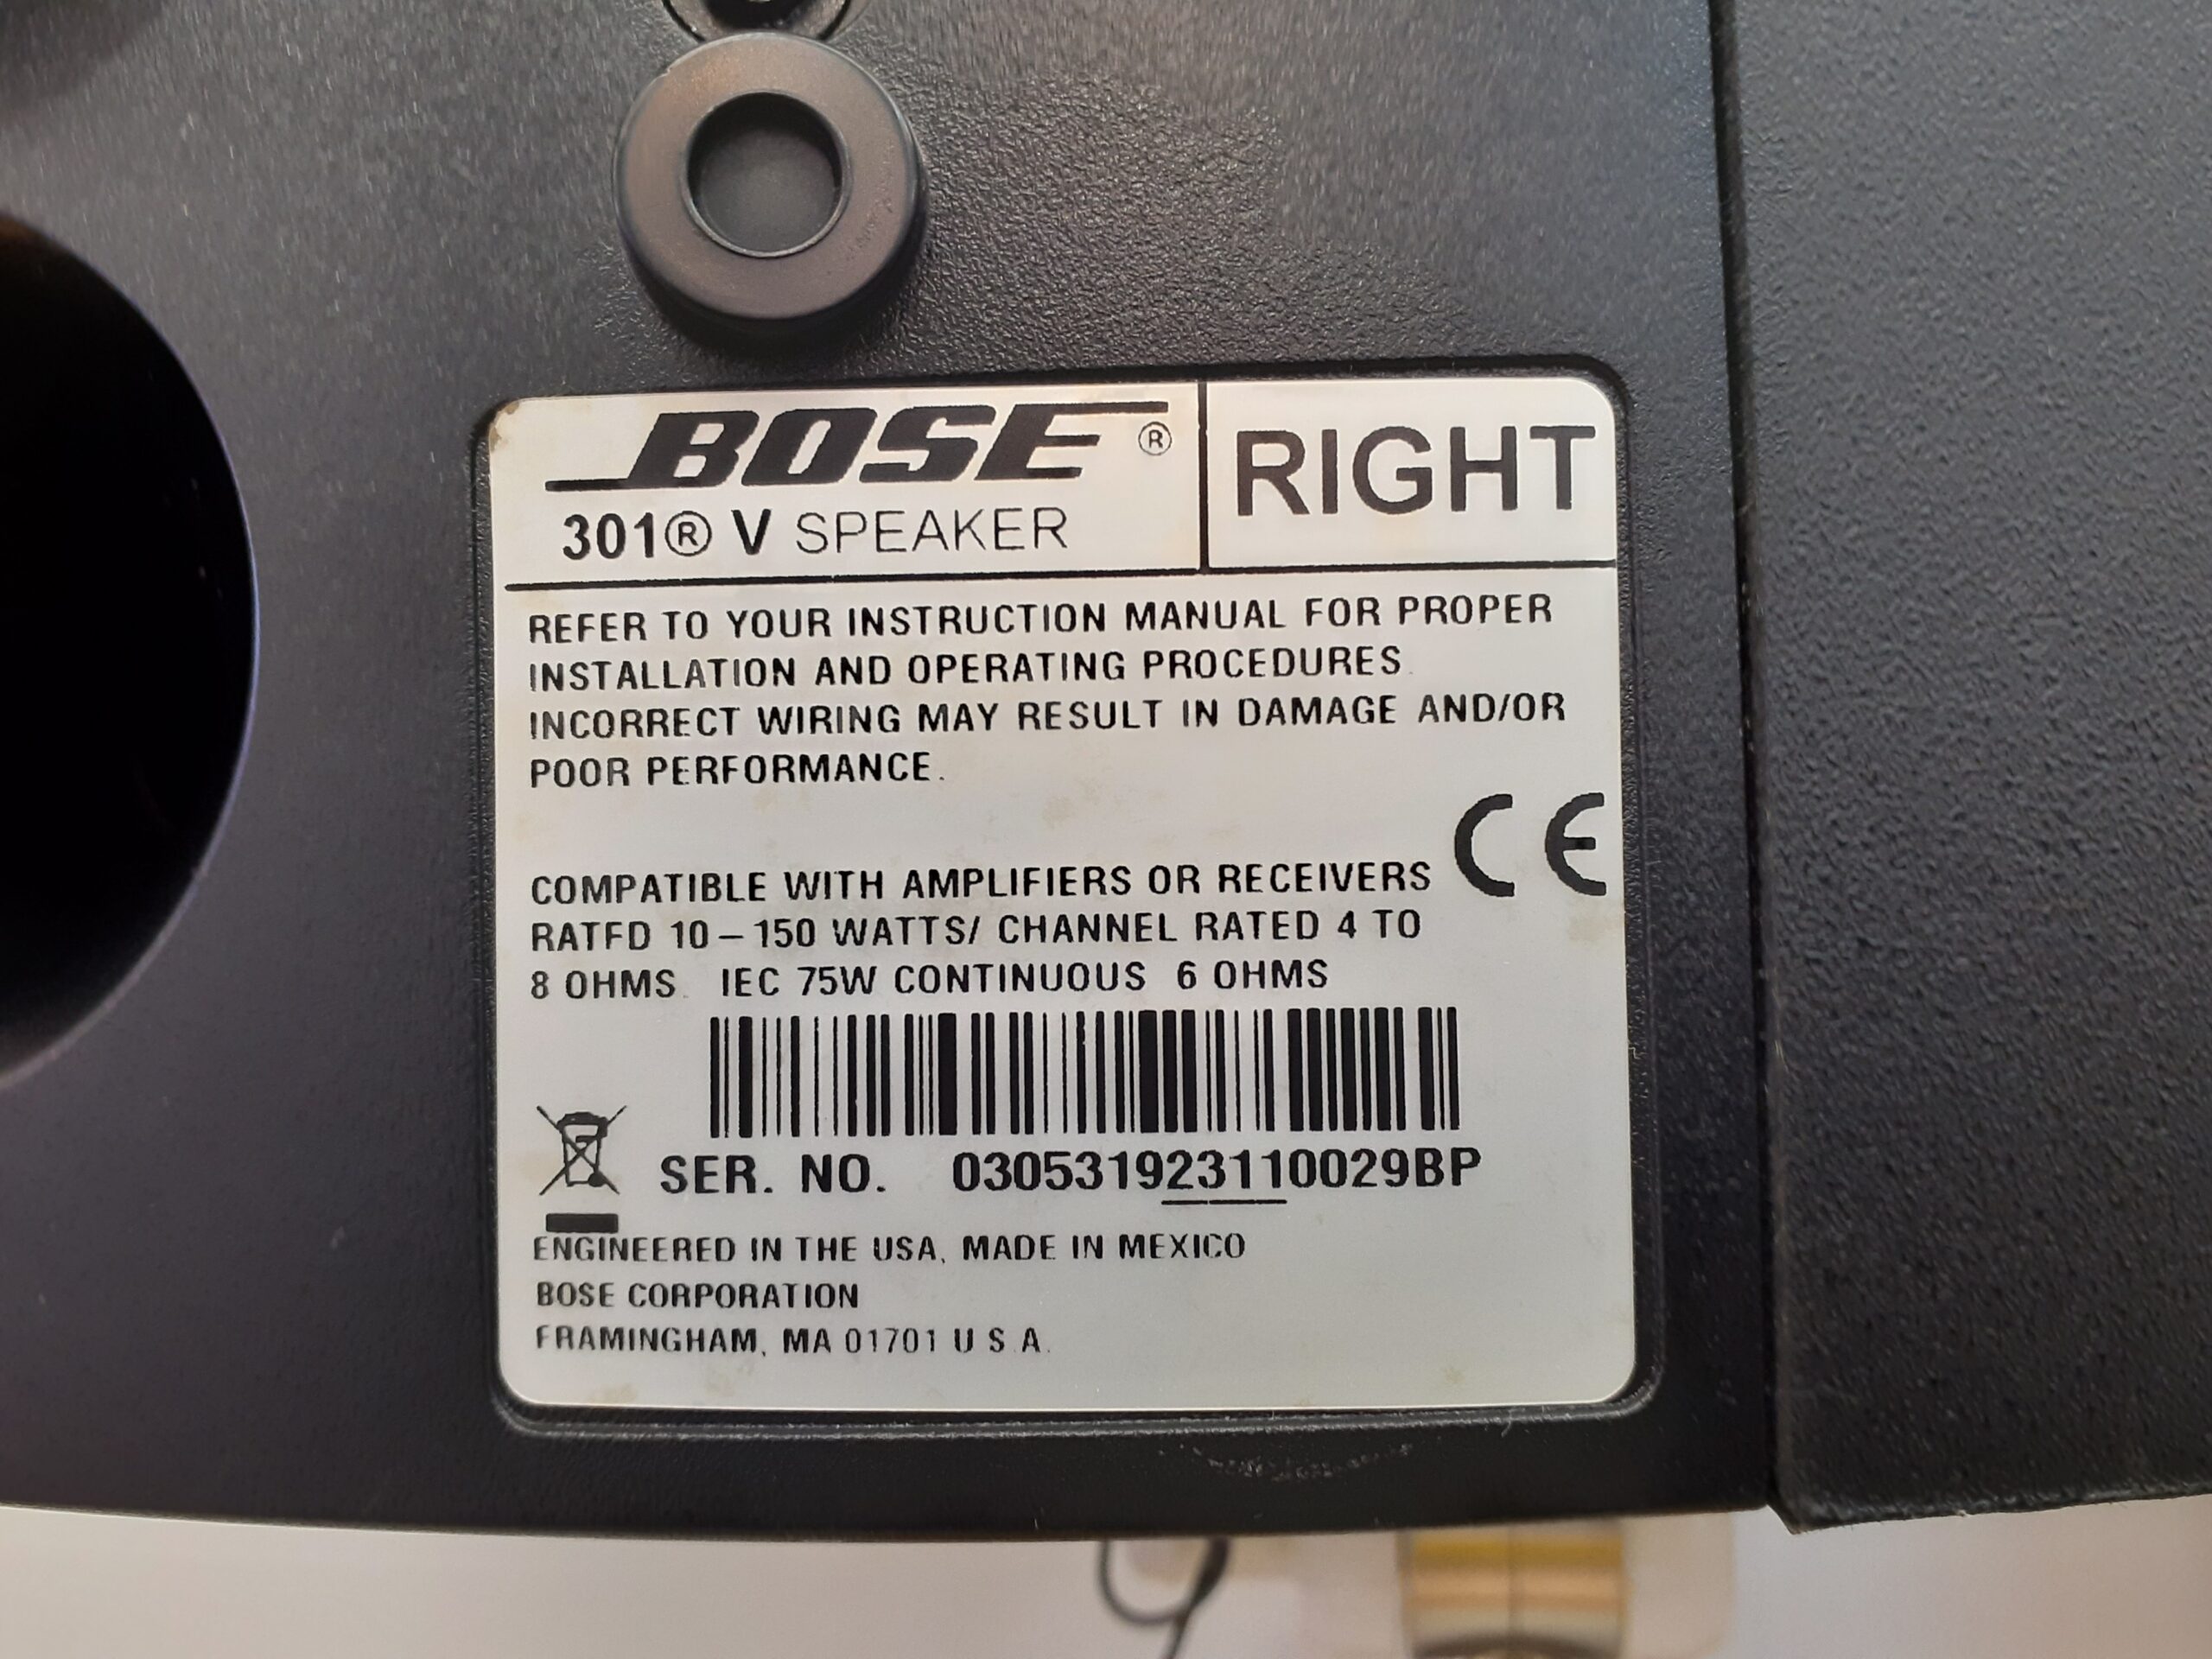 BOSE® RIGHT
301® V SPEAKER
REFER TO YOUR INSTRUCTION MANUAL FOR PROPER
INSTALLATION AND OPERATING PROCEDURES.
INCORRECT WIRING MAY RESULT IN DAMAGE AND/OR
POOR PERFORMANCE.
CE
COMPATIBLE WITH AMPLIFIERS OR RECEIVERS
RATED 10–150 WATTS/ CHANNEL RATED 4 TO
8 OHMS. IEC 75W CONTINUOUS 6 OHMS
SER. NO. 030531923110029BP
ENGINEERED IN THE USA, MADE IN MEXICO
BOSE CORPORATION
FRAMINGHAM, MA 01701 U S A.